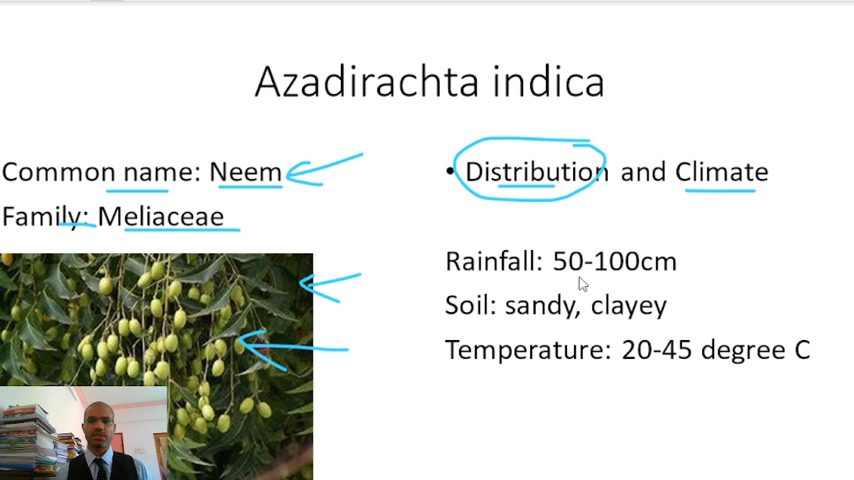 Azadirachta indica
Common name: Neem
Family: Meliaceae
• Distribution and Climate
Rainfall: 50-100cm
Soil: sandy, clayey
Temperature: 20-45 degree C